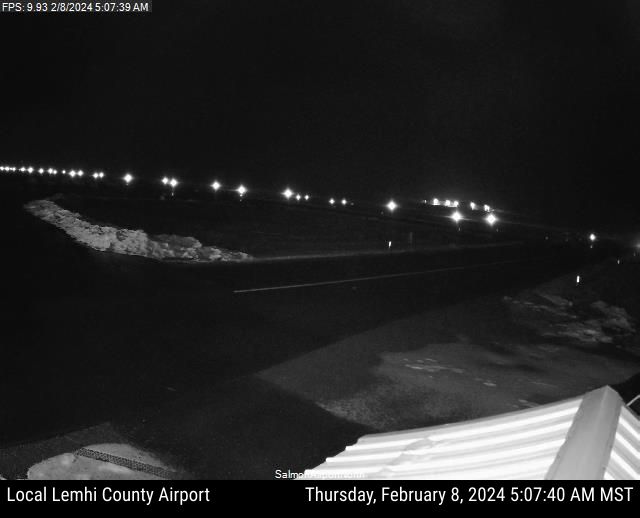 FPS: 9.93 2/8/2024 5:07:39 AM
Local Lemhi County Airport
Thursday, February 8, 2024 5:07:40 AM MST